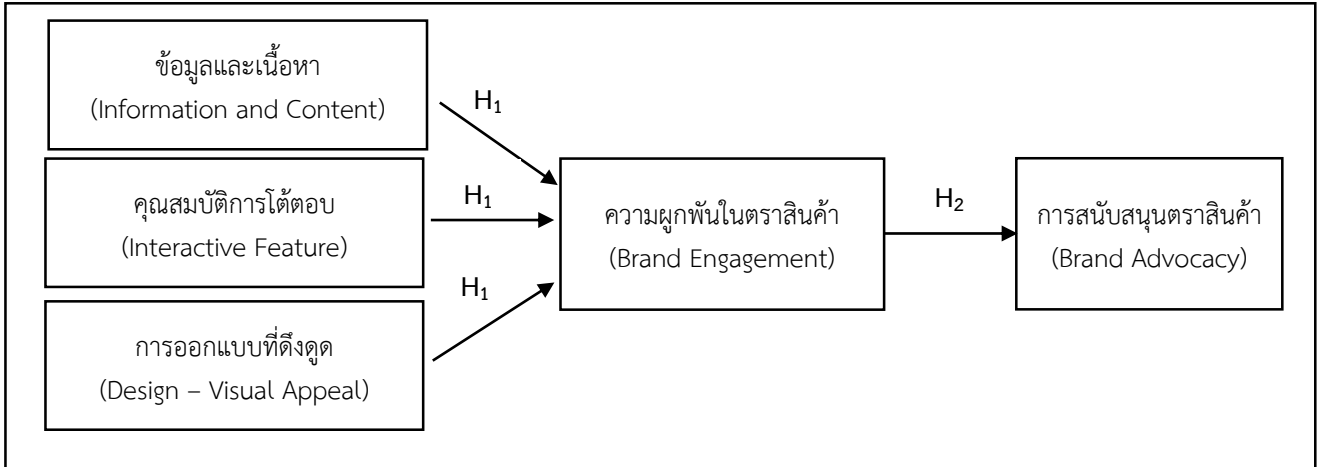 ข้อมูลและเนื้อหา
(Information and Content)
H1
คุณสมบัติการโต้ตอบ
(Interactive Feature)
H1
การออกแบบที่ดึงดูด
(Design – Visual Appeal)
H1
ความผูกพันในตราสินค้า
(Brand Engagement)
H2
การสนับสนุนตราสินค้า
(Brand Advocacy)